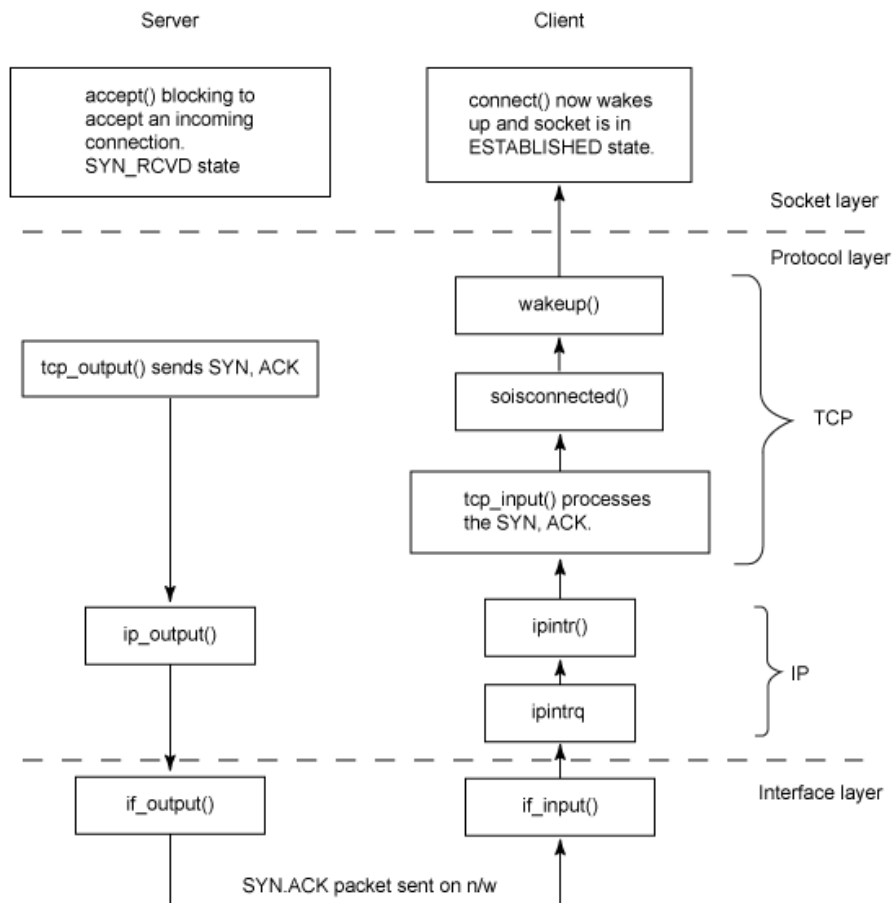 Server
Client
accept() blocking to
accept an incoming
connection.
SYN_RCVD state
connect() now wakes
up and socket is in
ESTABLISHED state.
Socket layer
Protocol layer
wakeup()
tcp_output() sends SYN, ACK
soisconnected()
TCP
tcp_input() processes
the SYN, ACK.
ip_output()
ipintr()
IP
ipintrq
if_output()
if_input()
Interface layer
SYN.ACK packet sent on n/w